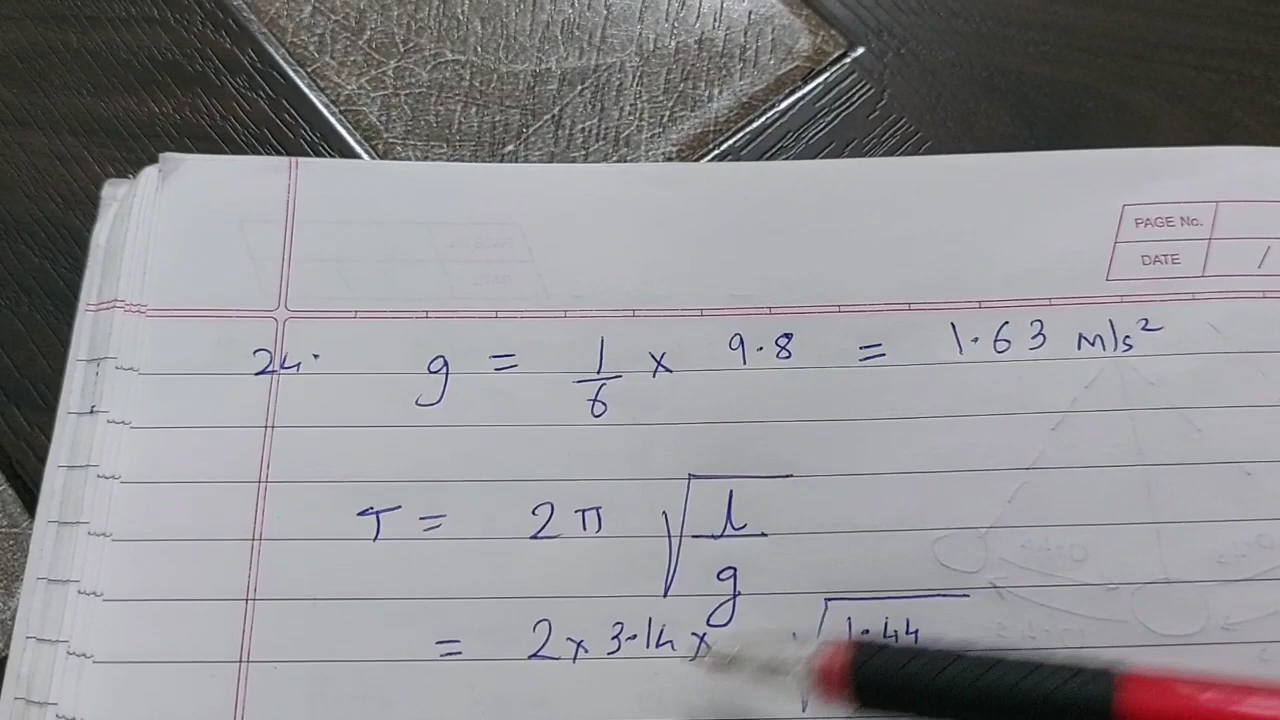 PAGE No.
DATE /
24. g = 1/6 × 9.8 = 1.63 m/s²
T = 2π √(l/g)
= 2 × 3.14 × √1.44